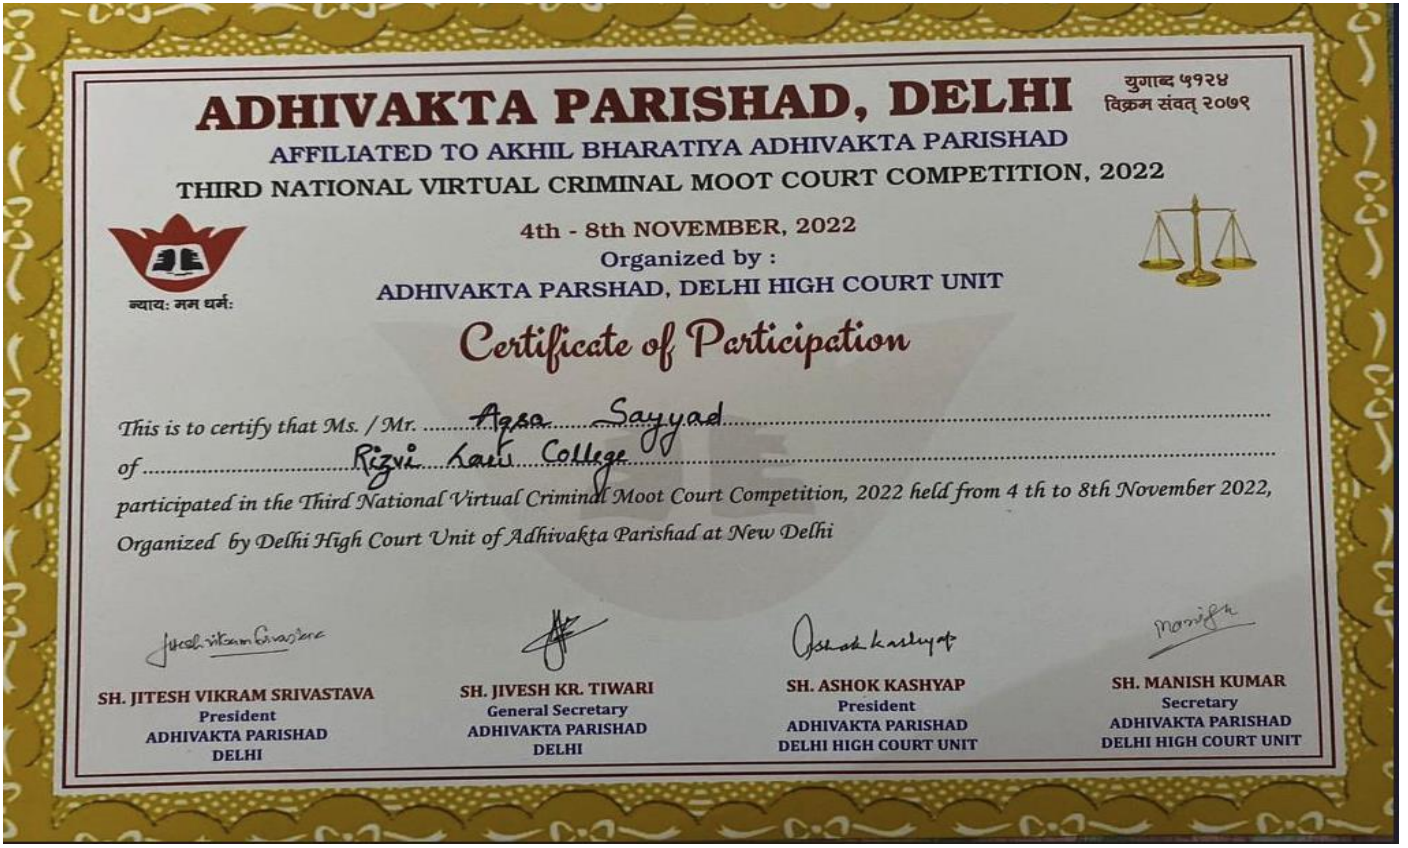 ADHIVAKTA PARISHAD, DELHI
युगाब्द ५१२४
विक्रम संवत् २०७९
AFFILIATED TO AKHIL BHARATIYA ADHIVAKTA PARISHAD
THIRD NATIONAL VIRTUAL CRIMINAL MOOT COURT COMPETITION, 2022
4th - 8th NOVEMBER, 2022
Organized by :
ADHIVAKTA PARSHAD, DELHI HIGH COURT UNIT
न्याय: मम धर्म:
Certificate of Participation
This is to certify that Ms. / Mr. Aqsa Sayyad
of Rizvi Law College
participated in the Third National Virtual Criminal Moot Court Competition, 2022 held from 4 th to 8th November 2022,
Organized by Delhi High Court Unit of Adhivakta Parishad at New Delhi
Jitesh Vikram Srivastava
Ashok Kashyap
Manish
SH. JITESH VIKRAM SRIVASTAVA
President
ADHIVAKTA PARISHAD
DELHI
SH. JIVESH KR. TIWARI
General Secretary
ADHIVAKTA PARISHAD
DELHI
SH. ASHOK KASHYAP
President
ADHIVAKTA PARISHAD
DELHI HIGH COURT UNIT
SH. MANISH KUMAR
Secretary
ADHIVAKTA PARISHAD
DELHI HIGH COURT UNIT